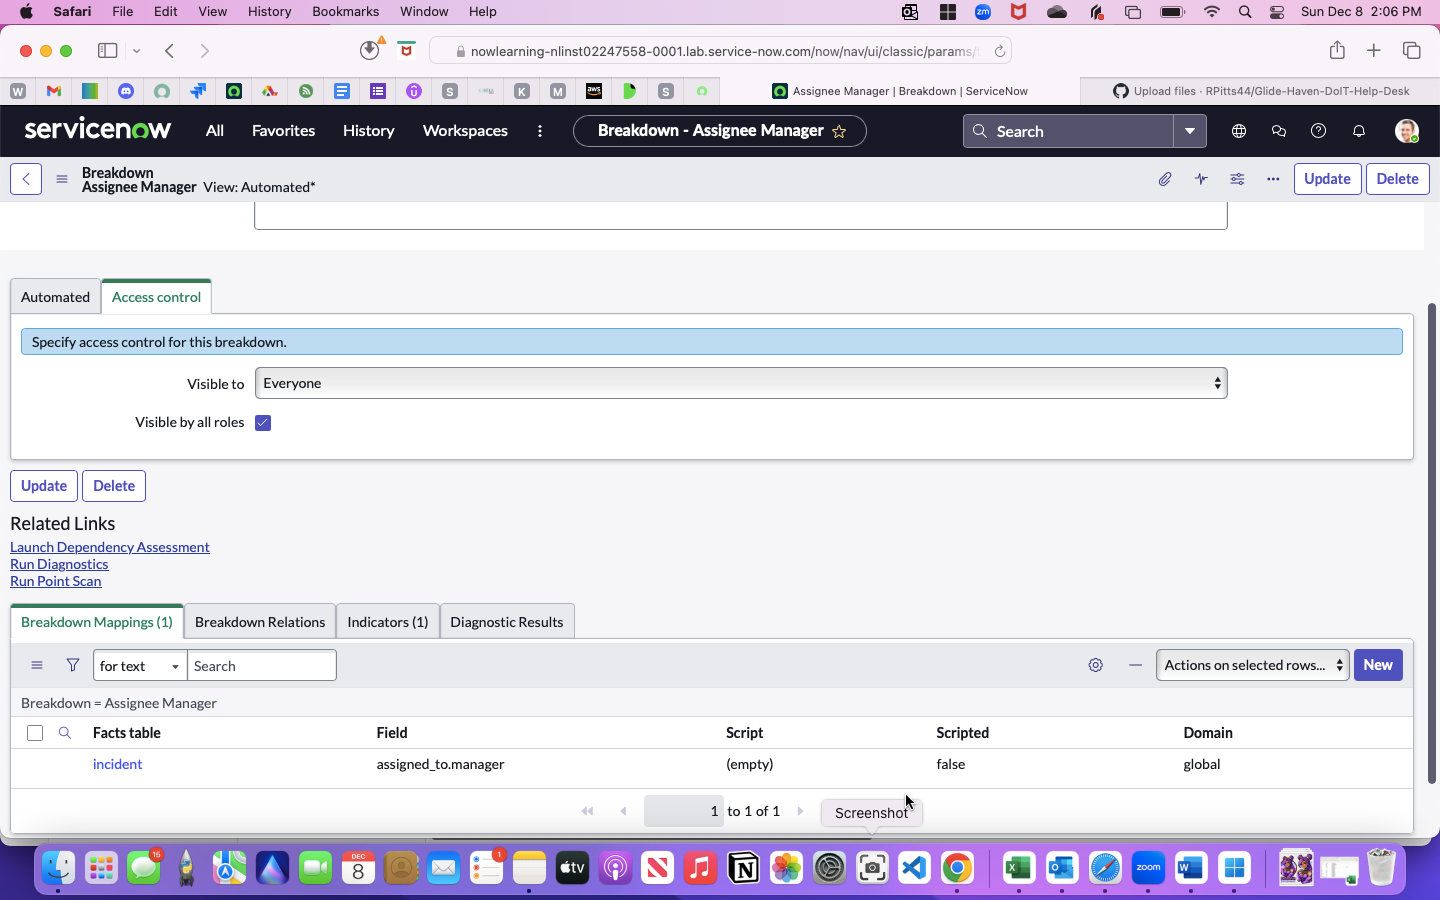 Safari File Edit View History Bookmarks Window Help zm Sun Dec 8 2:06 PM
nowlearning-nlinst02247558-0001.lab.service-now.com/now/nav/ui/classic/params/
W S K M aws S Assignee Manager | Breakdown | ServiceNow Upload files · RPitts44/Glide-Haven-DoIT-Help-Desk
servicenow All Favorites History Workspaces Breakdown - Assignee Manager Search
Breakdown
Assignee Manager View: Automated*
Update Delete
Automated Access control
Specify access control for this breakdown.
Visible to Everyone
Visible by all roles
Update Delete
Related Links
Launch Dependency Assessment
Run Diagnostics
Run Point Scan
Breakdown Mappings (1) Breakdown Relations Indicators (1) Diagnostic Results
for text Search Actions on selected rows... New
Breakdown = Assignee Manager
Facts table Field Script Scripted Domain
incident assigned_to.manager (empty) false global
1 to 1 of 1
Screenshot
15 DEC 8 1 tv zoom